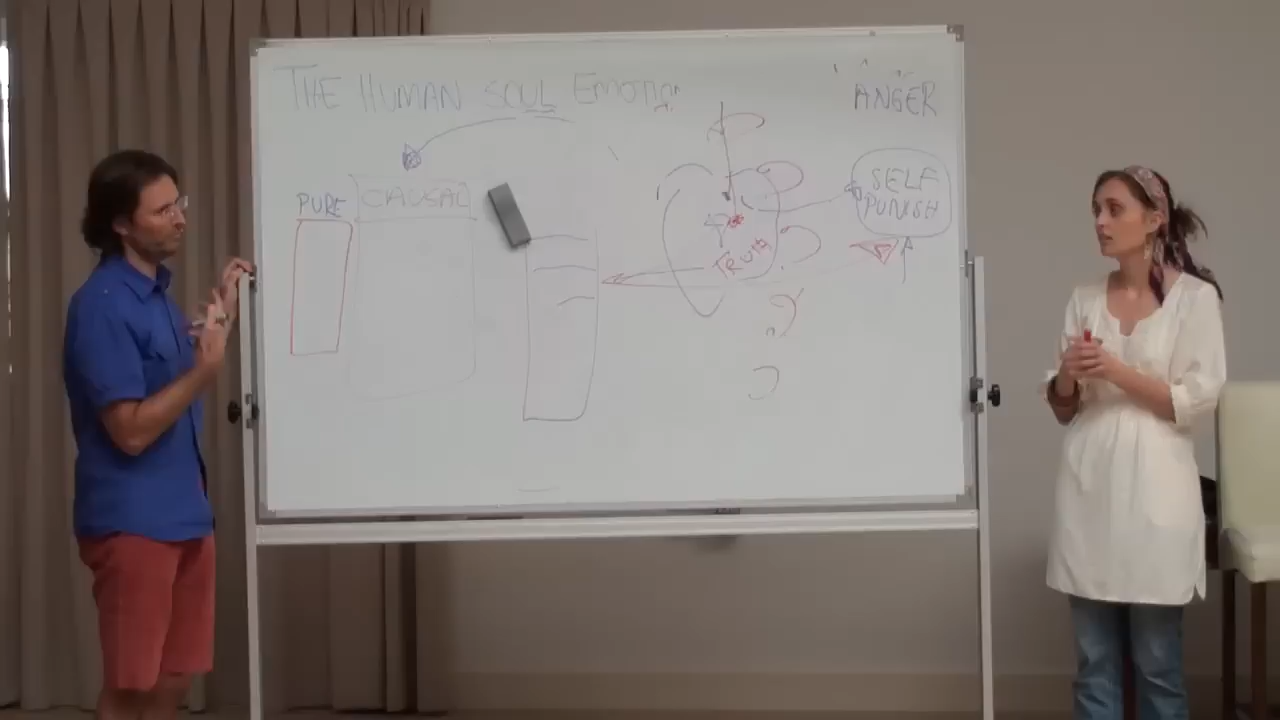 THE HUMAN SOUL EMOTION
ANGER
PURE
CAUSAL
SELF
PUNISH
TRUTH